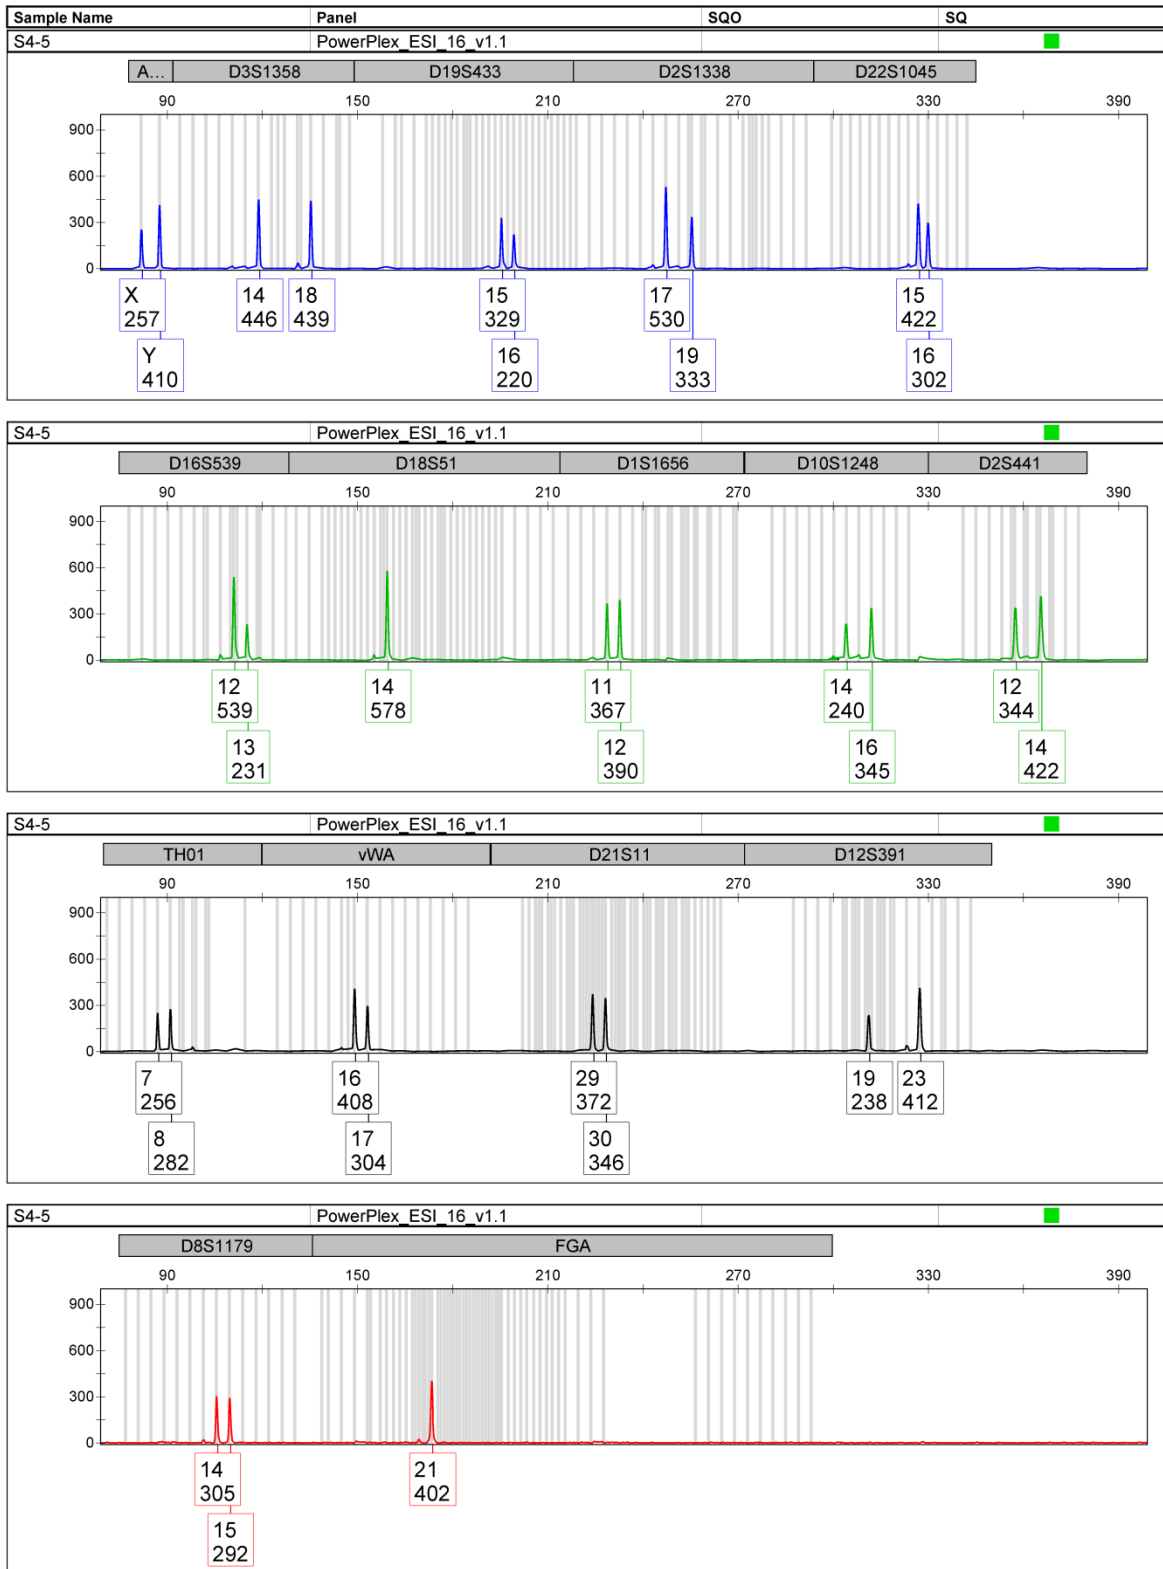 Sample Name Panel SQO SQ
S4-5 PowerPlex_ESI_16_v1.1
A... D3S1358 D19S433 D2S1338 D22S1045
90 150 210 270 330 390
900
600
300
0
X 14 18 15 17 15
257 446 439 329 530 422
Y 16 19 16
410 220 333 302
S4-5 PowerPlex_ESI_16_v1.1
D16S539 D18S51 D1S1656 D10S1248 D2S441
90 150 210 270 330 390
900
600
300
0
12 14 11 14 12
539 578 367 240 344
13 12 16 14
231 390 345 422
S4-5 PowerPlex_ESI_16_v1.1
TH01 vWA D21S11 D12S391
90 150 210 270 330 390
900
600
300
0
7 16 29 19 23
256 408 372 238 412
8 17 30
282 304 346
S4-5 PowerPlex_ESI_16_v1.1
D8S1179 FGA
90 150 210 270 330 390
900
600
300
0
14 21
305 402
15
292